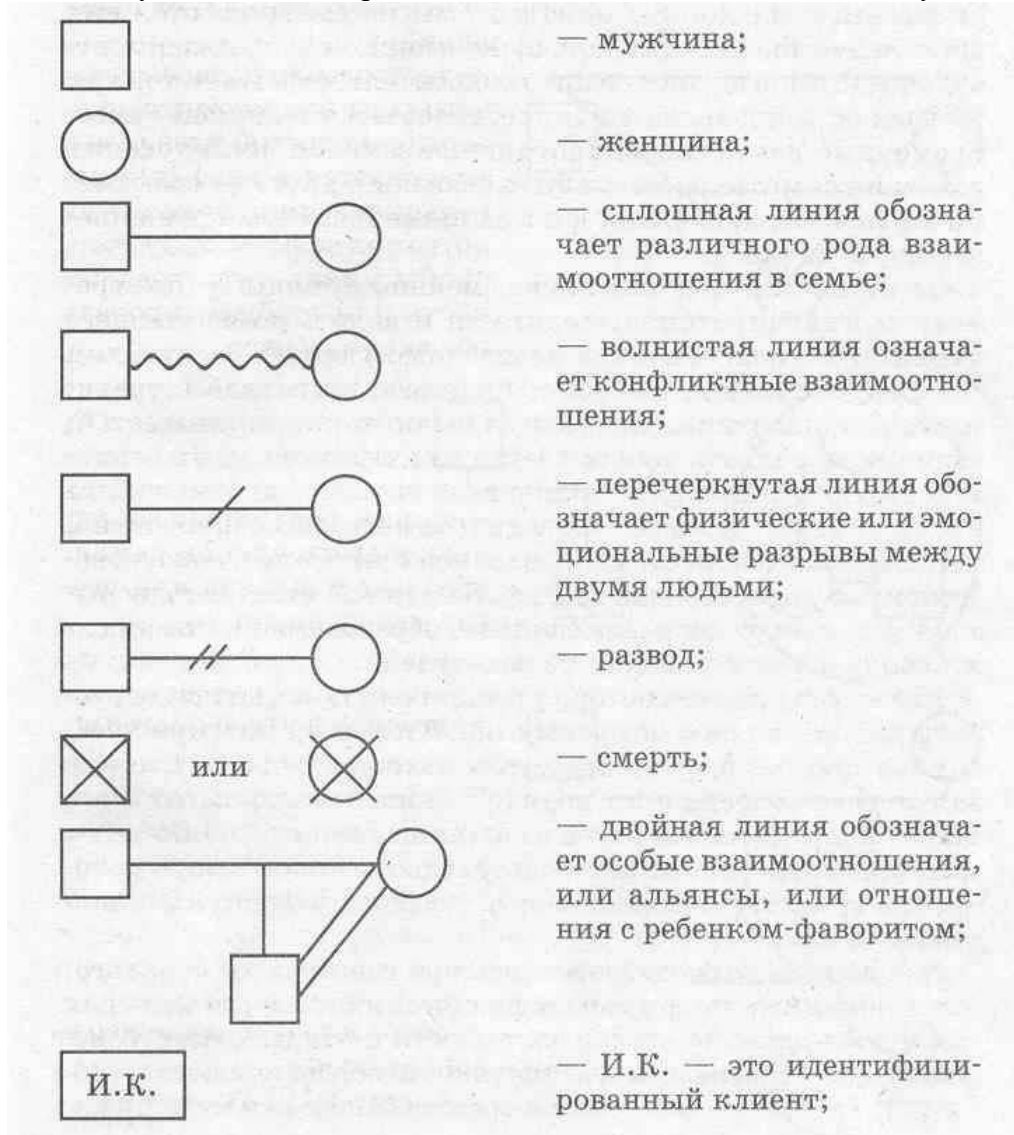 — мужчина;
— женщина;
— сплошная линия обозна-
чает различного рода взаи-
моотношения в семье;
— волнистая линия означа-
ет конфликтные взаимоотно-
шения;
— перечеркнутая линия обо-
значает физические или эмо-
циональные разрывы между
двумя людьми;
— развод;
или
— смерть;
— двойная линия обознача-
ет особые взаимоотношения,
или альянсы, или отноше-
ния с ребенком-фаворитом;
И.К.
— И.К. — это идентифици-
рованный клиент;